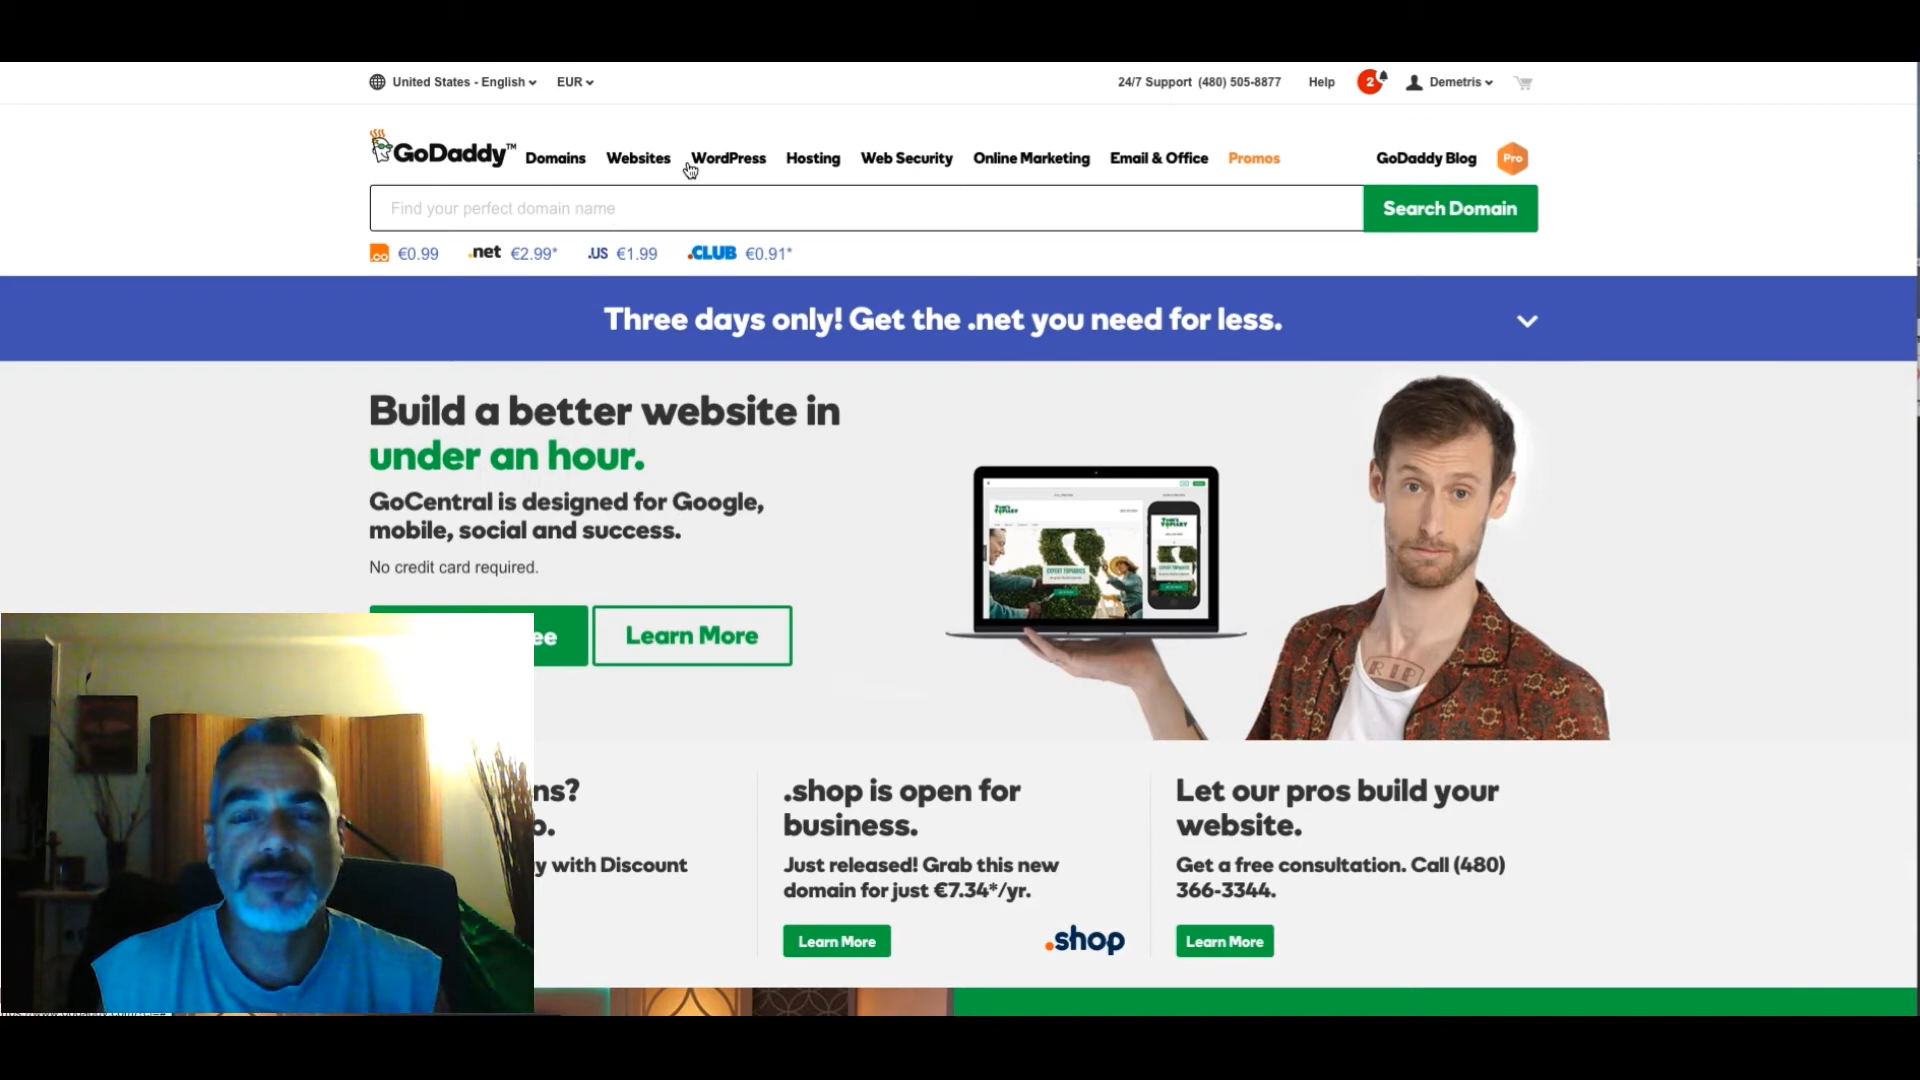 United States - English EUR 24/7 Support (480) 505-8877 Help 2 Demetris
GoDaddy™ Domains Websites WordPress Hosting Web Security Online Marketing Email & Office Promos GoDaddy Blog Pro
Find your perfect domain name Search Domain
.co €0.99 .net €2.99* .US €1.99 .CLUB €0.91*
Three days only! Get the .net you need for less.
Build a better website in
under an hour.
GoCentral is designed for Google,
mobile, social and success.
No credit card required.
ee Learn More
EXPERT TOPIARIES
RIP
ns?
o.
y with Discount
.shop is open for
business.
Just released! Grab this new
domain for just €7.34*/yr.
Learn More .shop
Let our pros build your
website.
Get a free consultation. Call (480)
366-3344.
Learn More